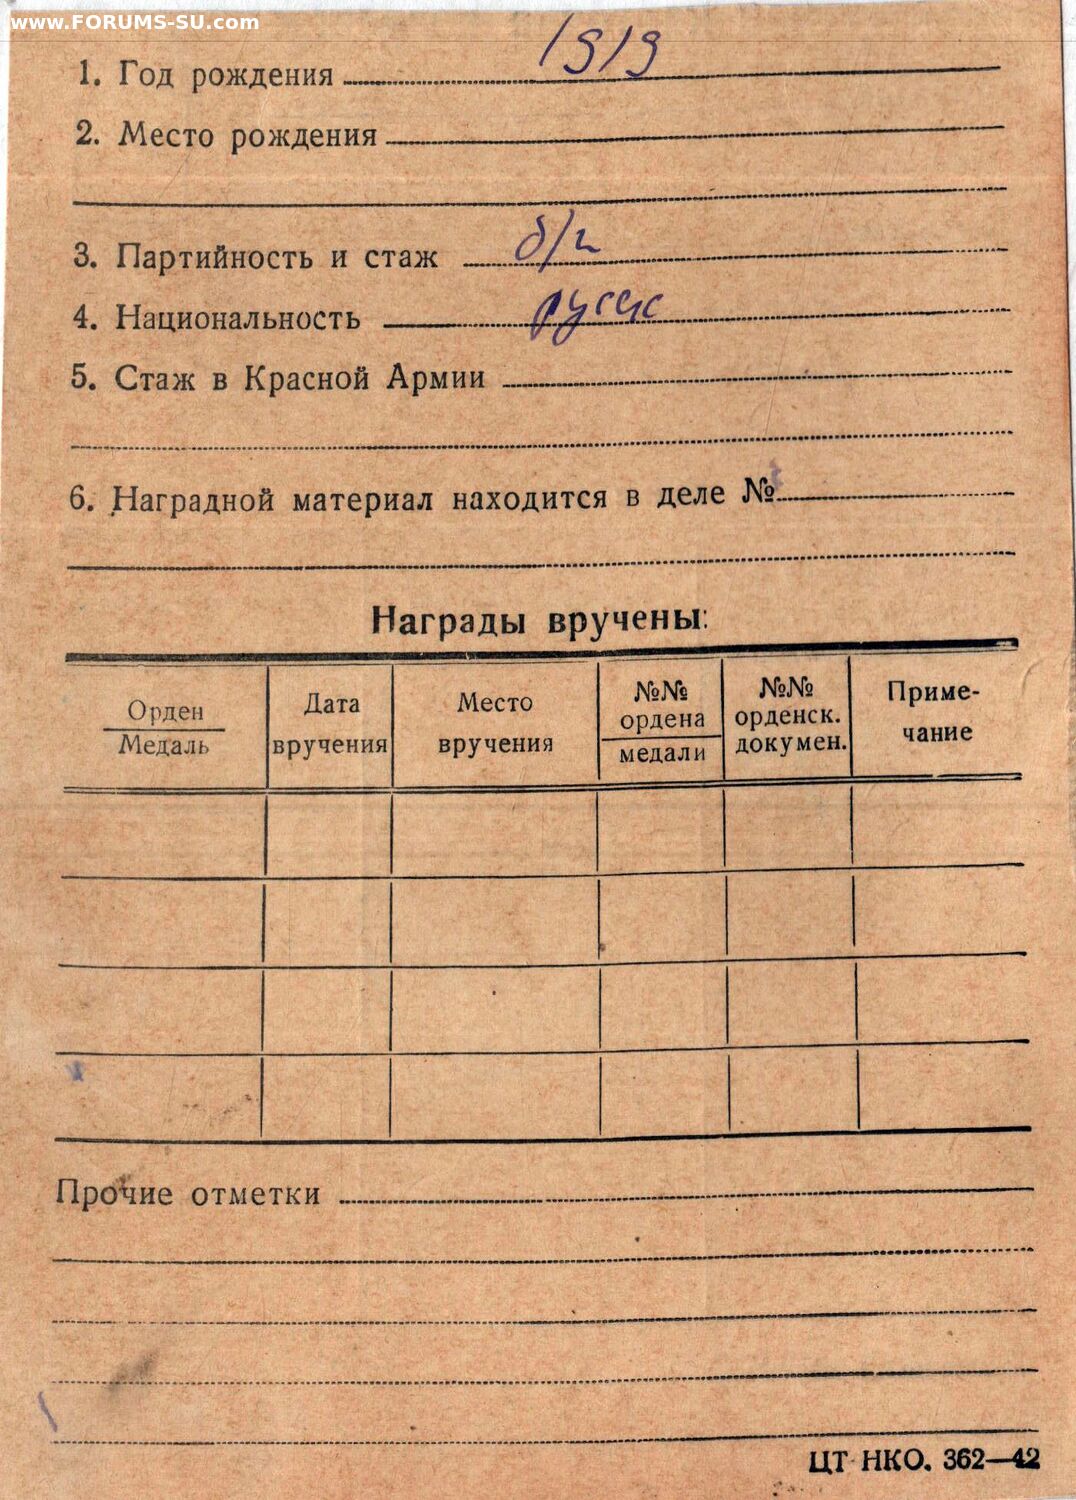 www.FORUMS-SU.com
1. Год рождения 1919
2. Место рождения
3. Партийность и стаж б/п
4. Национальность
5. Стаж в Красной Армии
6. Наградной материал находится в деле №
Награды вручены:
Орден Медаль
Дата вручения
Место вручения
№№ ордена медали
№№ орденск. докумен.
Приме-
чание
Прочие отметки
ЦТ НКО. 362—42